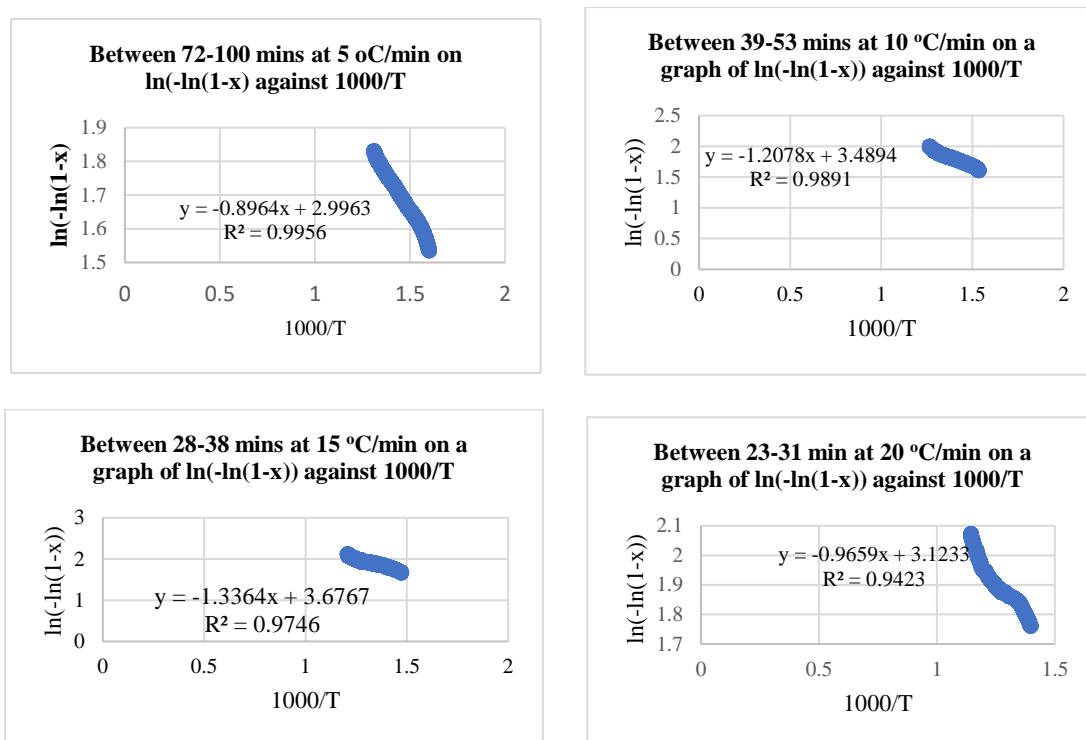 Between 72-100 mins at 5 oC/min on
ln(-ln(1-x) against 1000/T
ln(-ln(1-x)
1.9
1.8
1.7
1.6
1.5
y = -0.8964x + 2.9963
R² = 0.9956
0
0.5
1
1.5
2
1000/T
Between 39-53 mins at 10 °C/min on a
graph of ln(-ln(1-x)) against 1000/T
ln(-ln(1-x))
2.5
2
1.5
1
0.5
0
y = -1.2078x + 3.4894
R² = 0.9891
0
0.5
1
1.5
2
1000/T
Between 28-38 mins at 15 °C/min on a
graph of ln(-ln(1-x)) against 1000/T
ln(-ln(1-x))
3
2
1
0
y = -1.3364x + 3.6767
R² = 0.9746
0
0.5
1
1.5
2
1000/T
Between 23-31 min at 20 °C/min on a
graph of ln(-ln(1-x)) against 1000/T
ln(-ln(1-x))
2.1
2
1.9
1.8
1.7
y = -0.9659x + 3.1233
R² = 0.9423
0
0.5
1
1.5
1000/T